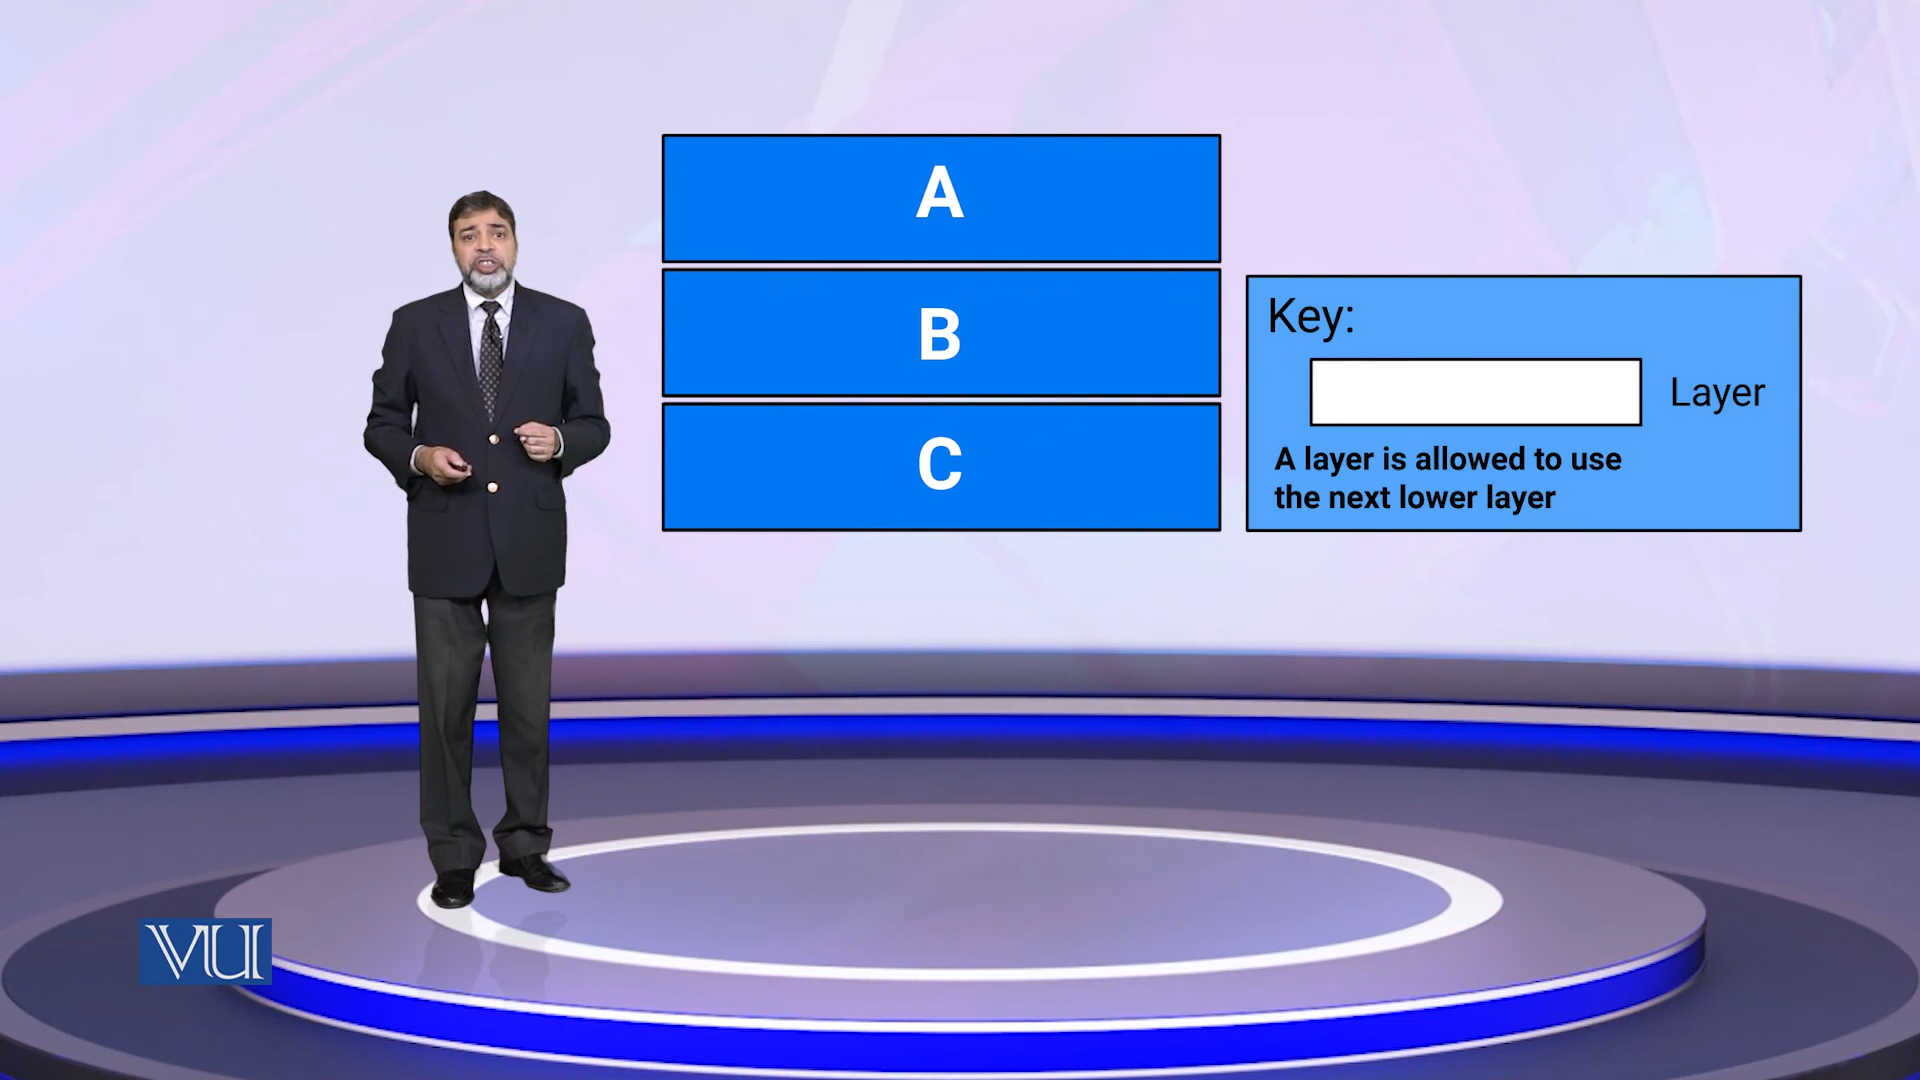 A
B
C
Key:
Layer
A layer is allowed to use
the next lower layer
VU